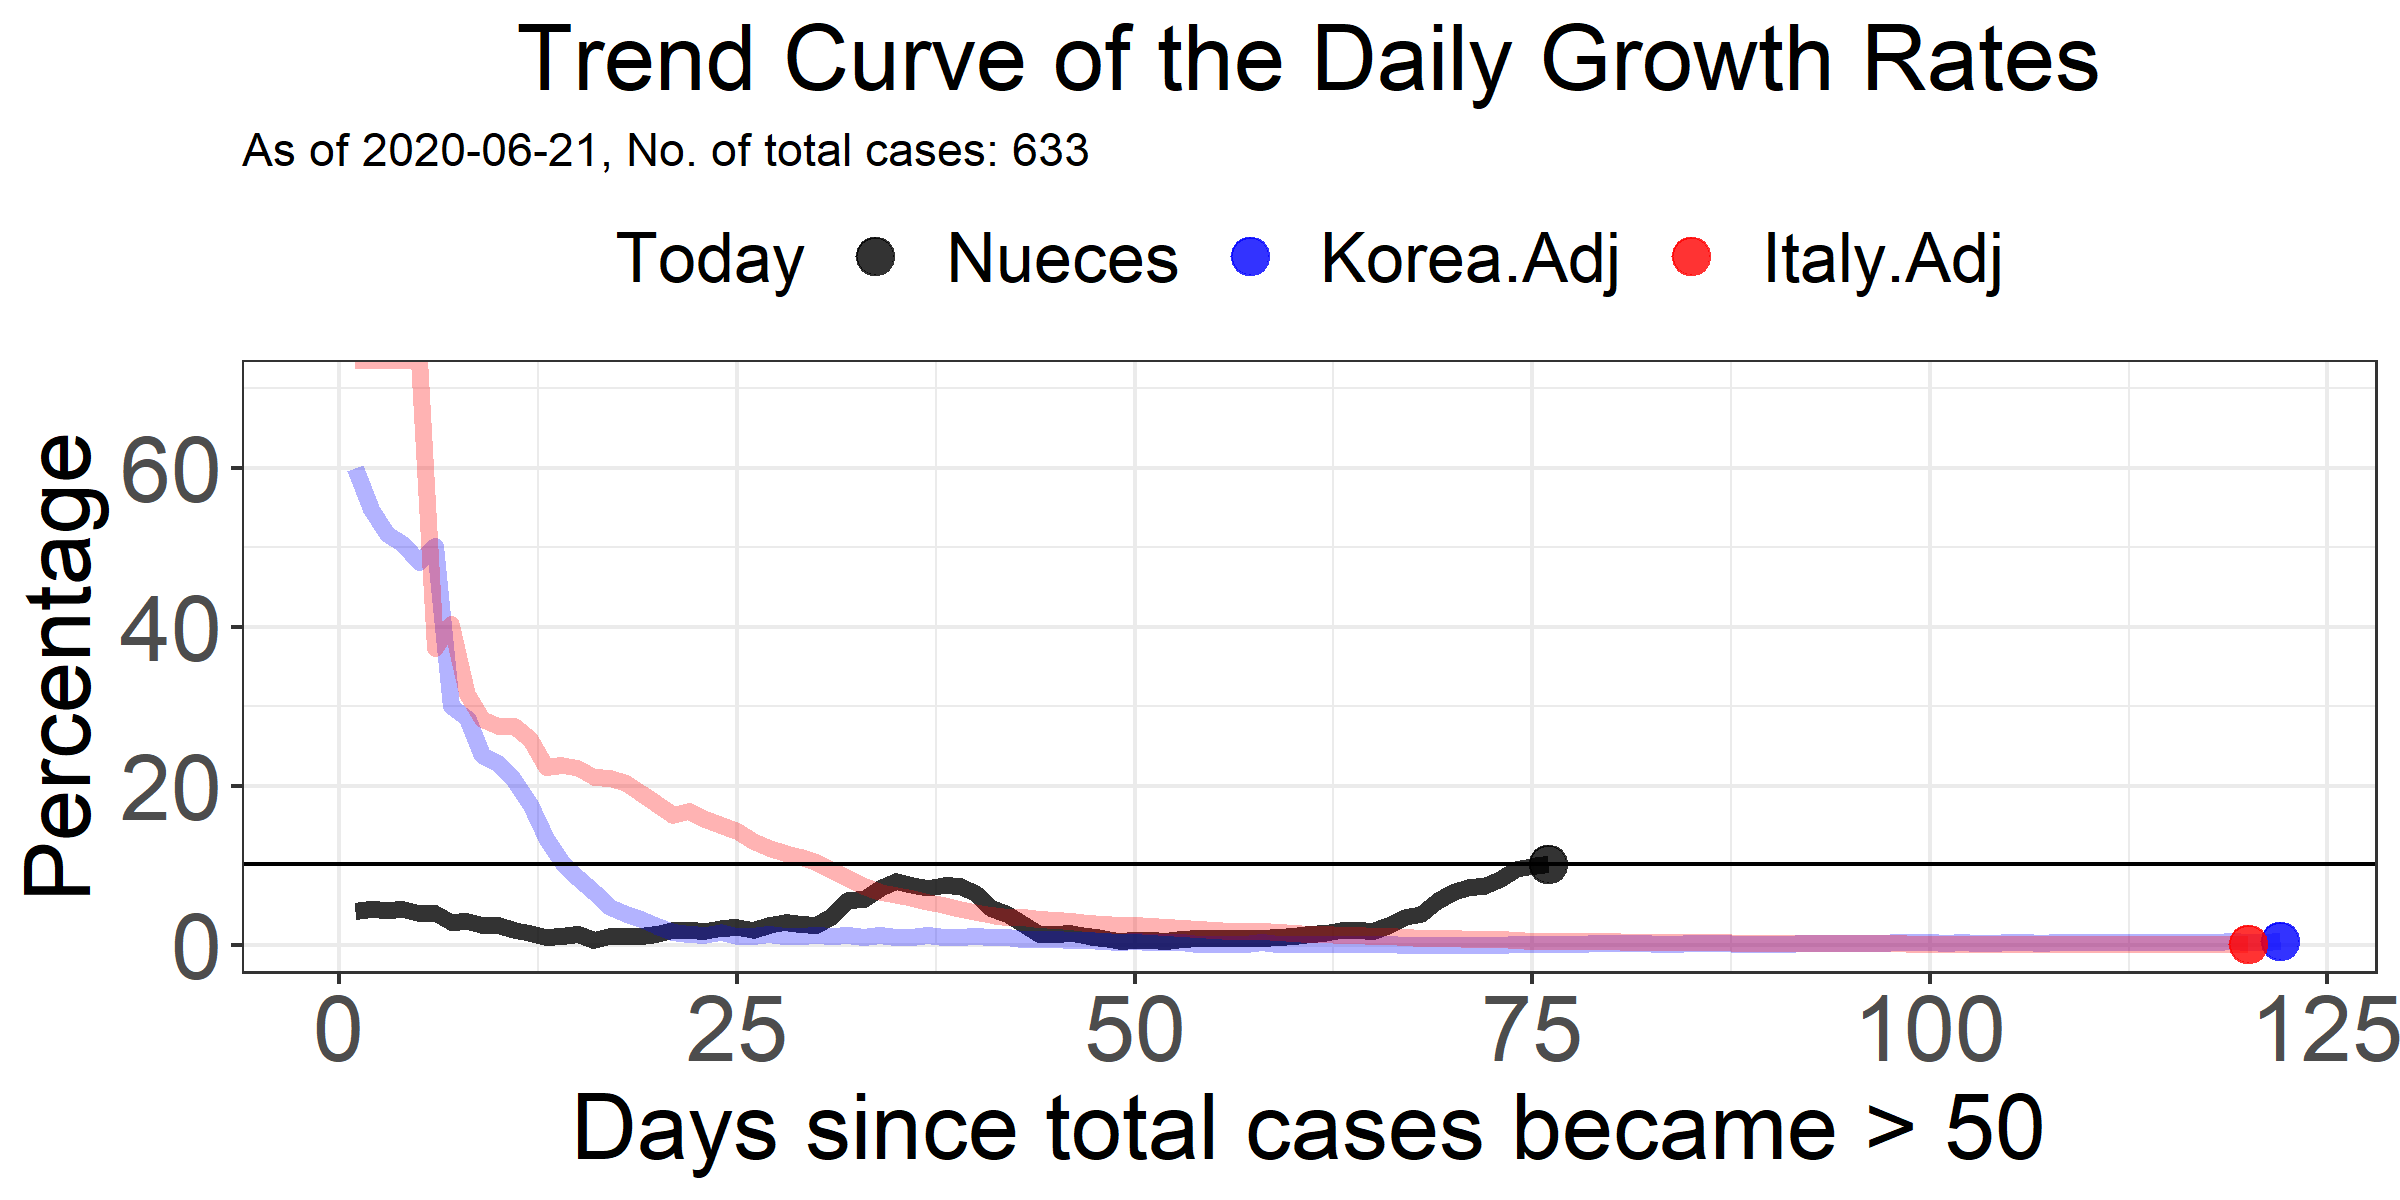 Trend Curve of the Daily Growth Rates
As of 2020-06-21, No. of total cases: 633
Today Nueces Korea.Adj Italy.Adj
Percentage
60
40
20
0
0 25 50 75 100 125
Days since total cases became > 50